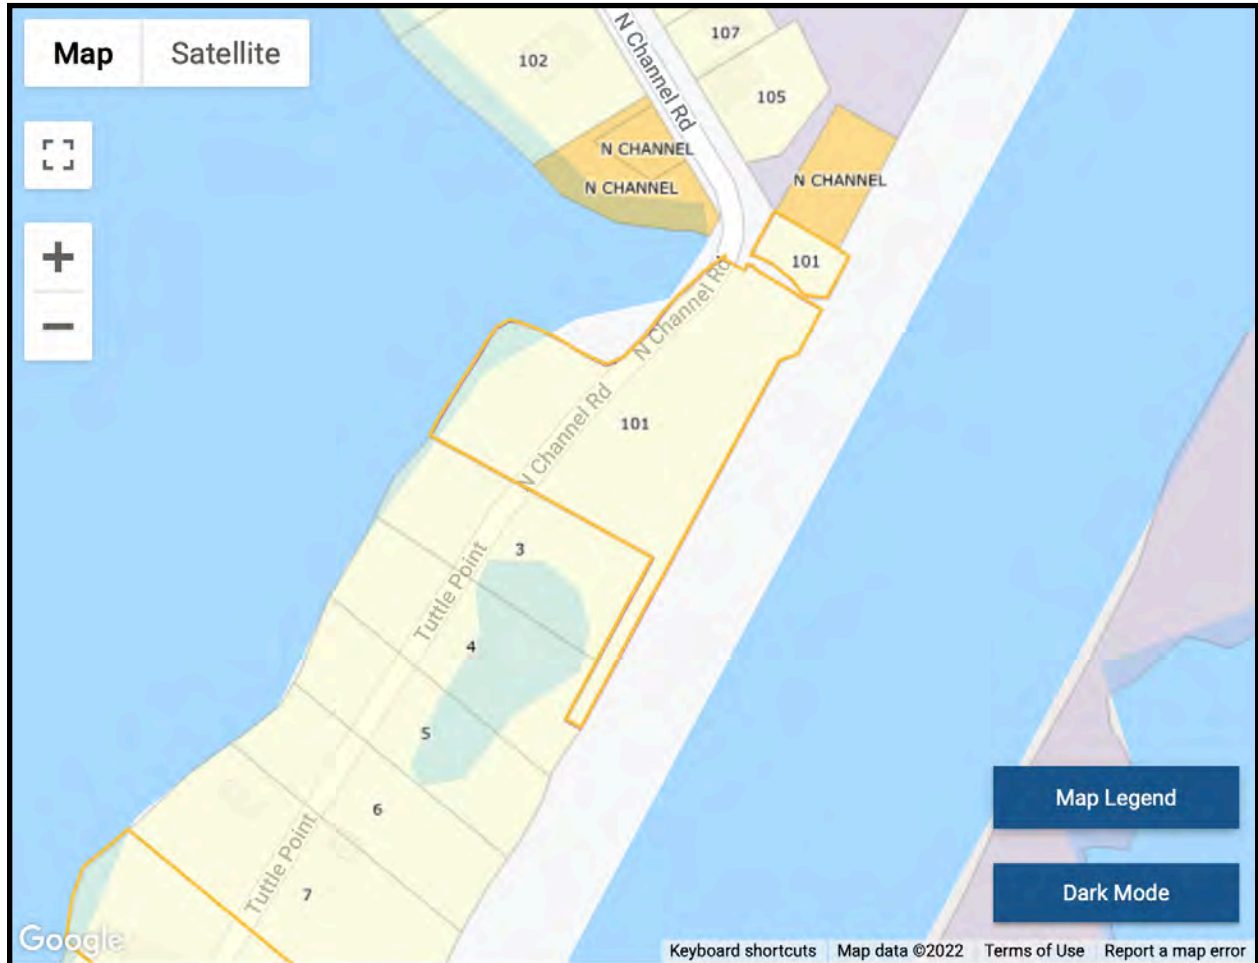 Map
Satellite
N Channel Rd
107
102
105
N CHANNEL
N CHANNEL
N CHANNEL
101
N Channel Rd
N Channel Rd
101
3
Tuttle Point
4
5
6
Tuttle Point
7
Map Legend
Dark Mode
Google
Keyboard shortcuts
Map data ©2022
Terms of Use
Report a map error